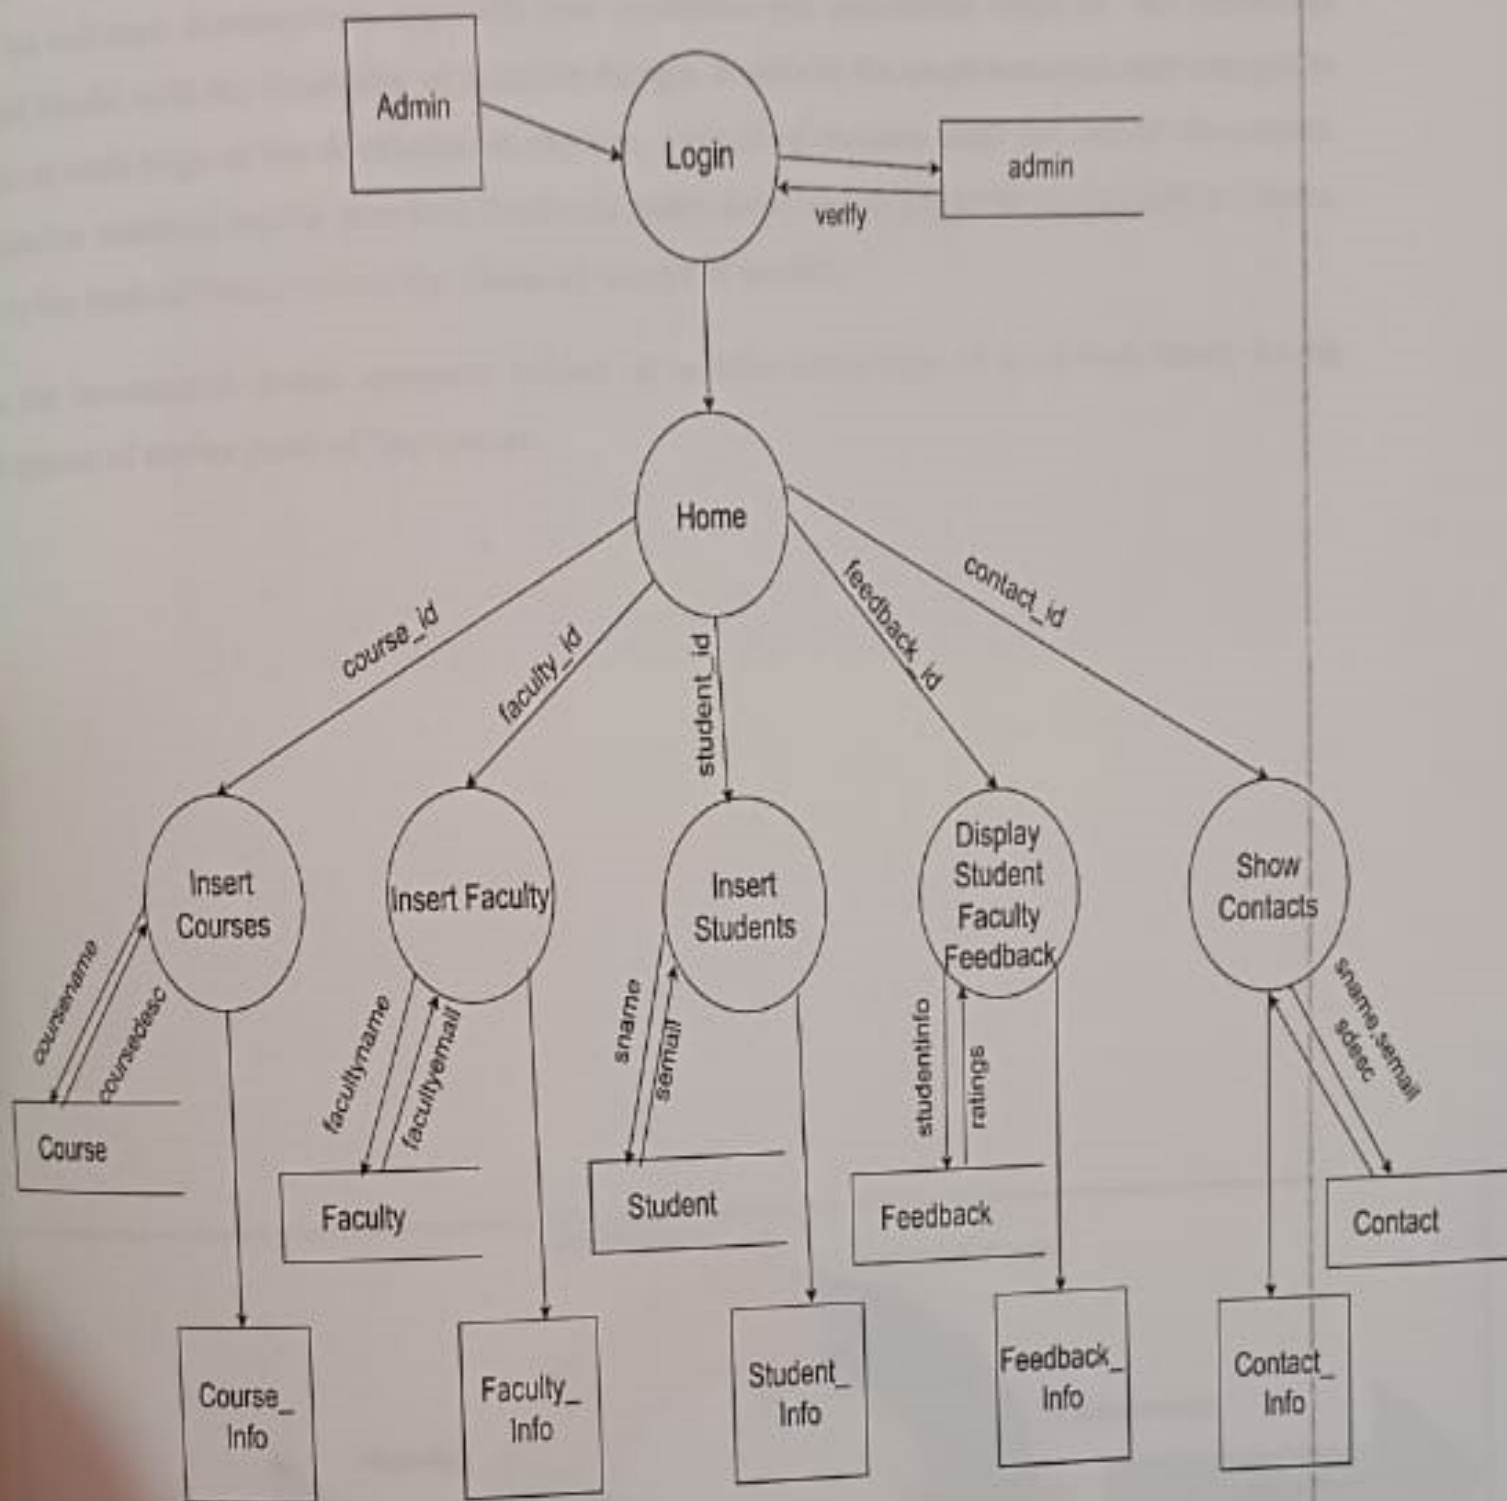 Admin
Login
admin
verify
Home
course_id
faculty_id
student_id
feedback_id
contact_id
Insert
Courses
Insert Faculty
Insert
Students
Display
Student
Faculty
Feedback
Show
Contacts
coursename
coursedesc
facultyname
facultyemail
sname
semail
studentinfo
ratings
sname,semail
sdesc
Course
Faculty
Student
Feedback
Contact
Course_
Info
Faculty_
Info
Student_
Info
Feedback_
Info
Contact_
Info